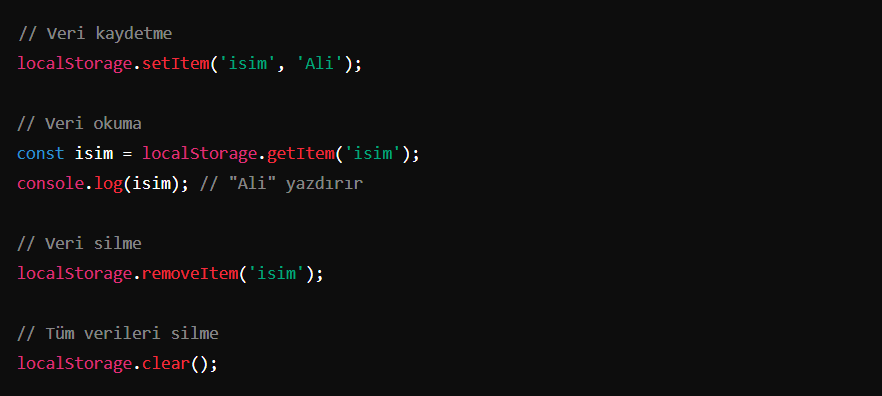 // Veri kaydetme
localStorage.setItem('isim', 'Ali');
// Veri okuma
const isim = localStorage.getItem('isim');
console.log(isim); // "Ali" yazdırır
// Veri silme
localStorage.removeItem('isim');
// Tüm verileri silme
localStorage.clear();